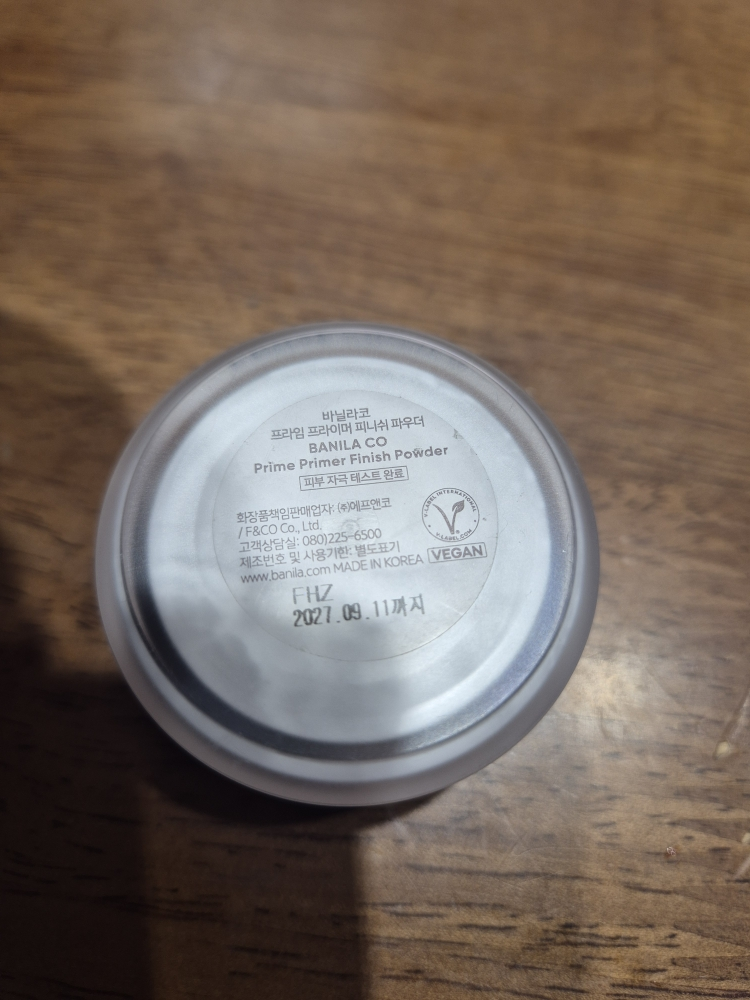 바닐라코
프라임 프라이머 피니쉬 파우더
BANILA CO
Prime Primer Finish Powder
피부 자극 테스트 완료
화장품책임판매업자: ㈜에프앤코
/ F&CO Co., Ltd.
고객상담실: 080)225-6500
제조번호 및 사용기한: 별도표기
www.banila.com MADE IN KOREA
V-LABEL INTERNATIONAL
V-LABEL.COM
VEGAN
FHZ
2027.09.11까지